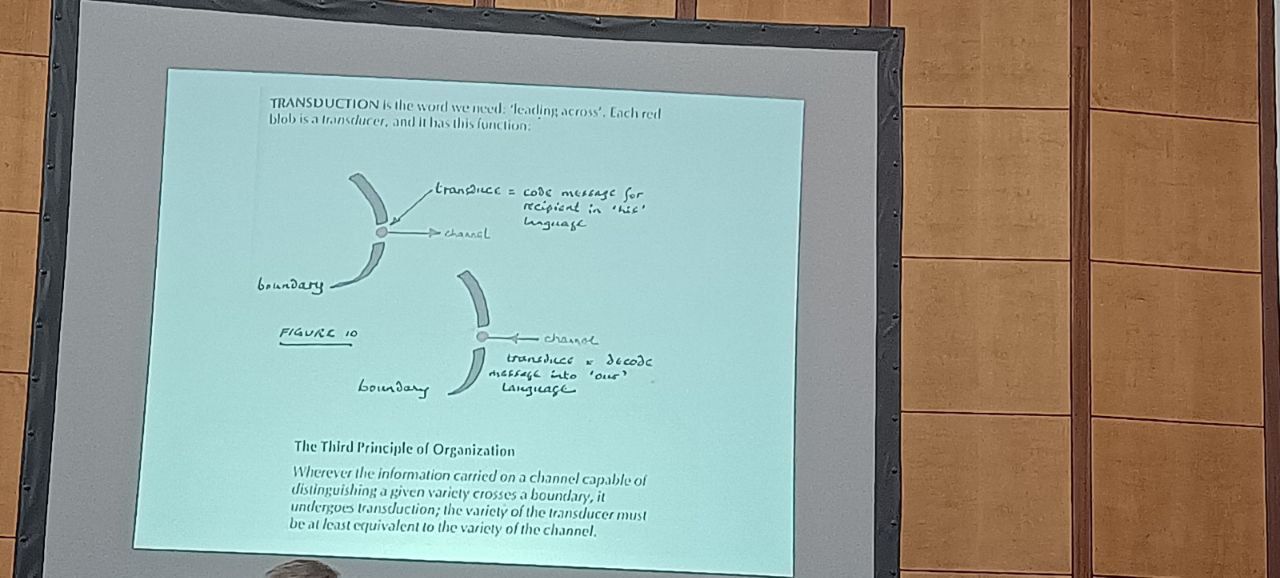 TRANSDUCTION is the word we need: 'leading across'. Each red
blob is a transducer, and it has this function:
transduce = code message for
recipient in 'his'
language
channel
boundary
FIGURE 10
channel
transduce = decode
message into 'our'
language
boundary
The Third Principle of Organization
Wherever the information carried on a channel capable of
distinguishing a given variety crosses a boundary, it
undergoes transduction; the variety of the transducer must
be at least equivalent to the variety of the channel.